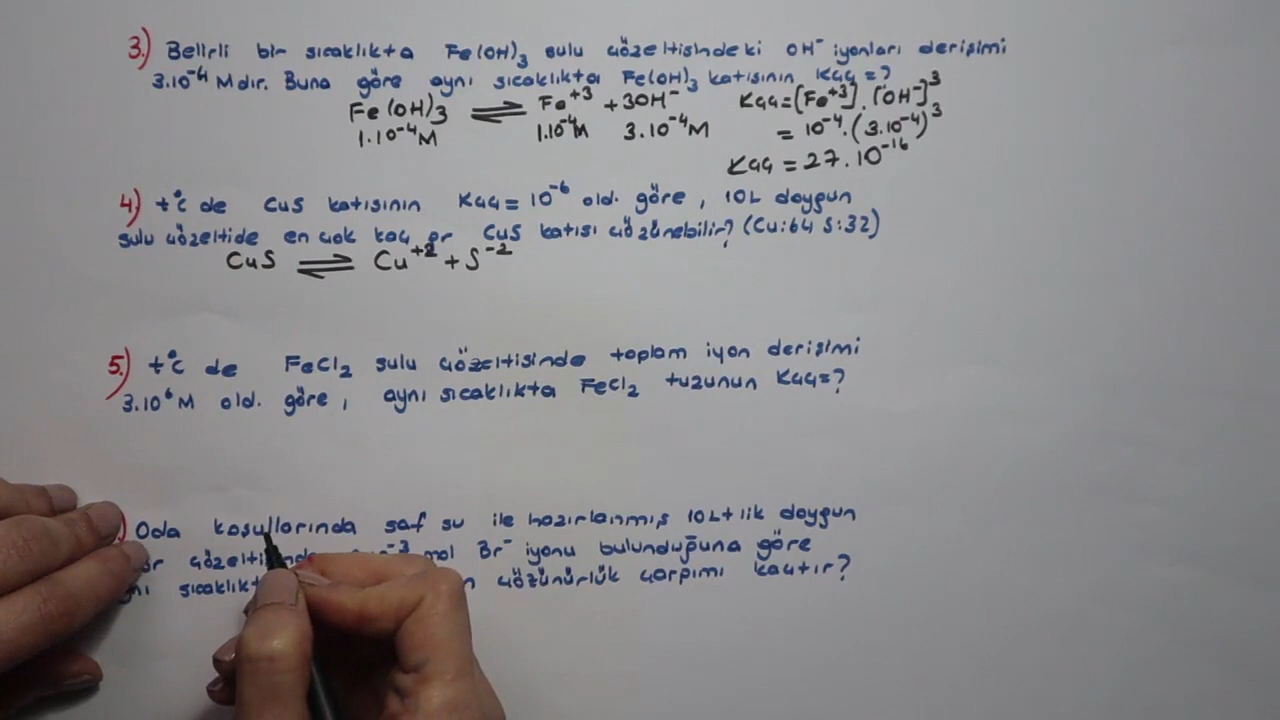 3.) Belirli bir sıcaklıkta Fe(OH)₃ sulu çözeltisindeki OH⁻ iyonları derişimi
3.10⁻⁴ Mdır. Buna göre aynı sıcaklıkta Fe(OH)₃ katısının Kçç=?
Fe(OH)₃ ⇌ Fe⁺³ + 3OH⁻
1.10⁻⁴M 1.10⁻⁴M 3.10⁻⁴M
Kçç = [Fe⁺³].[OH⁻]³
= 10⁻⁴.(3.10⁻⁴)³
Kçç = 27.10⁻¹⁶
4.) t°c de CuS katısının Kçç= 10⁻⁶ old. göre, 10L doygun
sulu çözeltide en çok kaç gr CuS katısı çözünebilir? (Cu:64 S:32)
CuS ⇌ Cu⁺² + S⁻²
5.) t°c de FeCl₂ sulu çözeltisinde toplam iyon derişimi
3.10⁶M old. göre, aynı sıcaklıkta FeCl₂ tuzunun Kçç=?
Oda koşullarında saf su ile hazırlanmış 10L+lik doygun
mol Br⁻ iyonu bulunduğuna göre
çözünürlük çarpımı kaçtır?